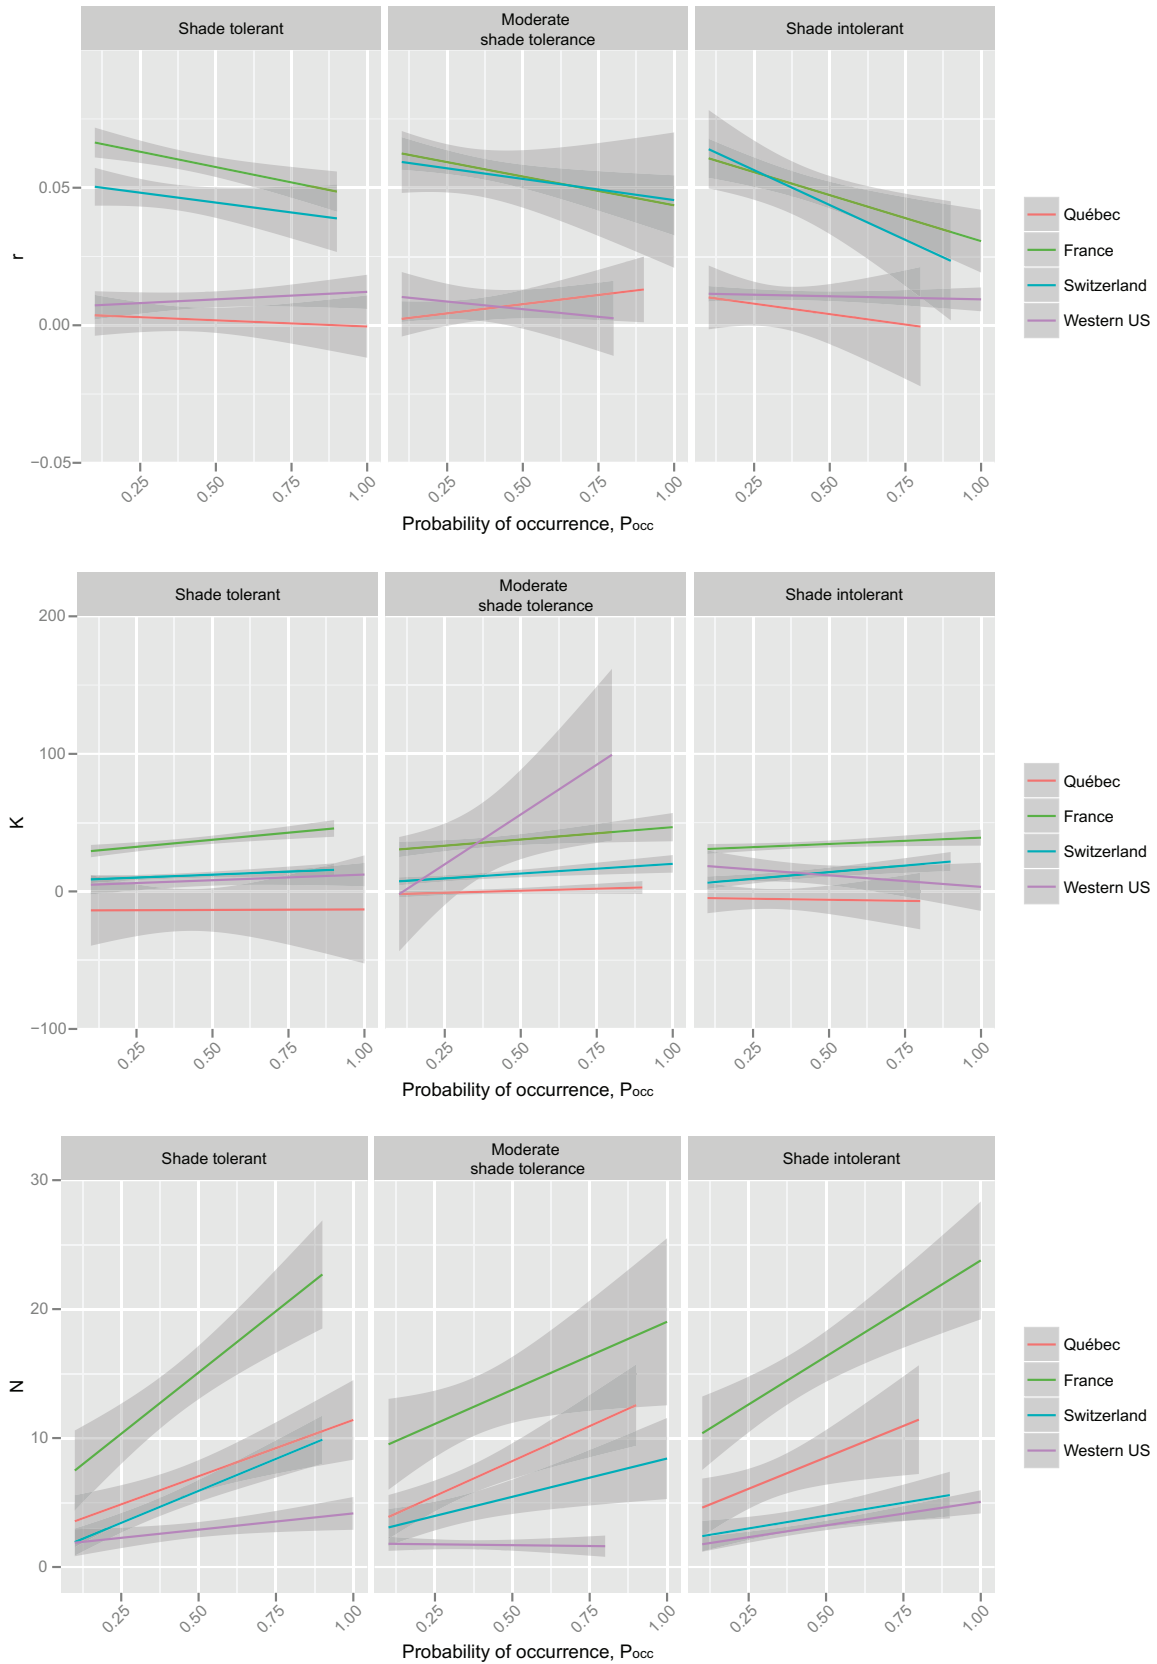 Shade tolerant
Moderate
shade tolerance
Shade intolerant
r
0.05
0.00
−0.05
0.25 0.50 0.75 1.00
0.25 0.50 0.75 1.00
0.25 0.50 0.75 1.00
Probability of occurrence, Pocc
Québec
France
Switzerland
Western US
Shade tolerant
Moderate
shade tolerance
Shade intolerant
K
200
100
0
−100
0.25 0.50 0.75 1.00
0.25 0.50 0.75 1.00
0.25 0.50 0.75 1.00
Probability of occurrence, Pocc
Québec
France
Switzerland
Western US
Shade tolerant
Moderate
shade tolerance
Shade intolerant
N
30
20
10
0
0.25 0.50 0.75 1.00
0.25 0.50 0.75 1.00
0.25 0.50 0.75 1.00
Probability of occurrence, Pocc
Québec
France
Switzerland
Western US